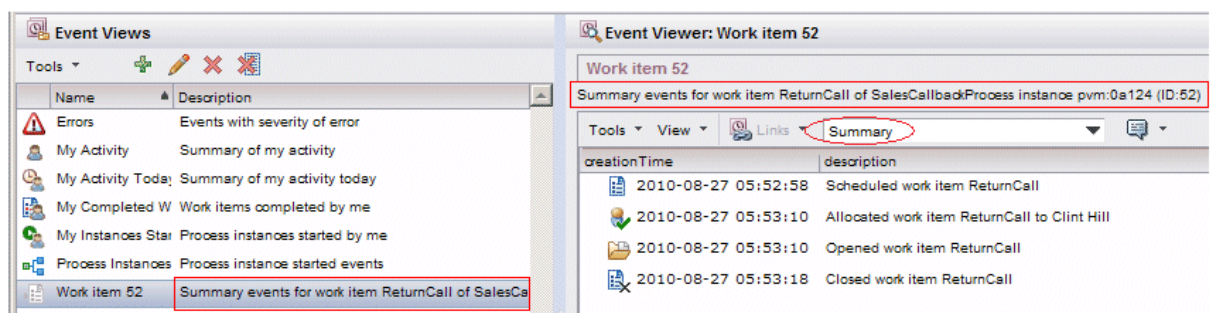 Event Views
Tools
Name Description
Errors Events with severity of error
My Activity Summary of my activity
My Activity Today Summary of my activity today
My Completed W Work items completed by me
My Instances Star Process instances started by me
Process Instances Process instance started events
Work item 52 Summary events for work item ReturnCall of SalesCa
Event Viewer: Work item 52
Work item 52
Summary events for work item ReturnCall of SalesCallbackProcess instance pvm:0a124 (ID:52)
Tools View Links Summary
creationTime description
2010-08-27 05:52:58 Scheduled work item ReturnCall
2010-08-27 05:53:10 Allocated work item ReturnCall to Clint Hill
2010-08-27 05:53:10 Opened work item ReturnCall
2010-08-27 05:53:18 Closed work item ReturnCall